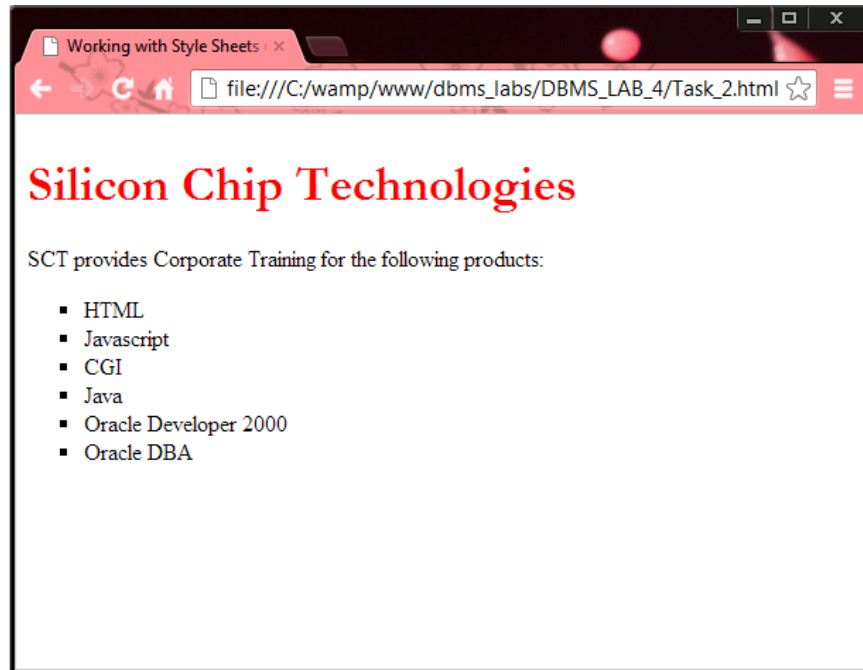 Working with Style Sheets
file:///C:/wamp/www/dbms_labs/DBMS_LAB_4/Task_2.html
Silicon Chip Technologies
SCT provides Corporate Training for the following products:
HTML
Javascript
CGI
Java
Oracle Developer 2000
Oracle DBA